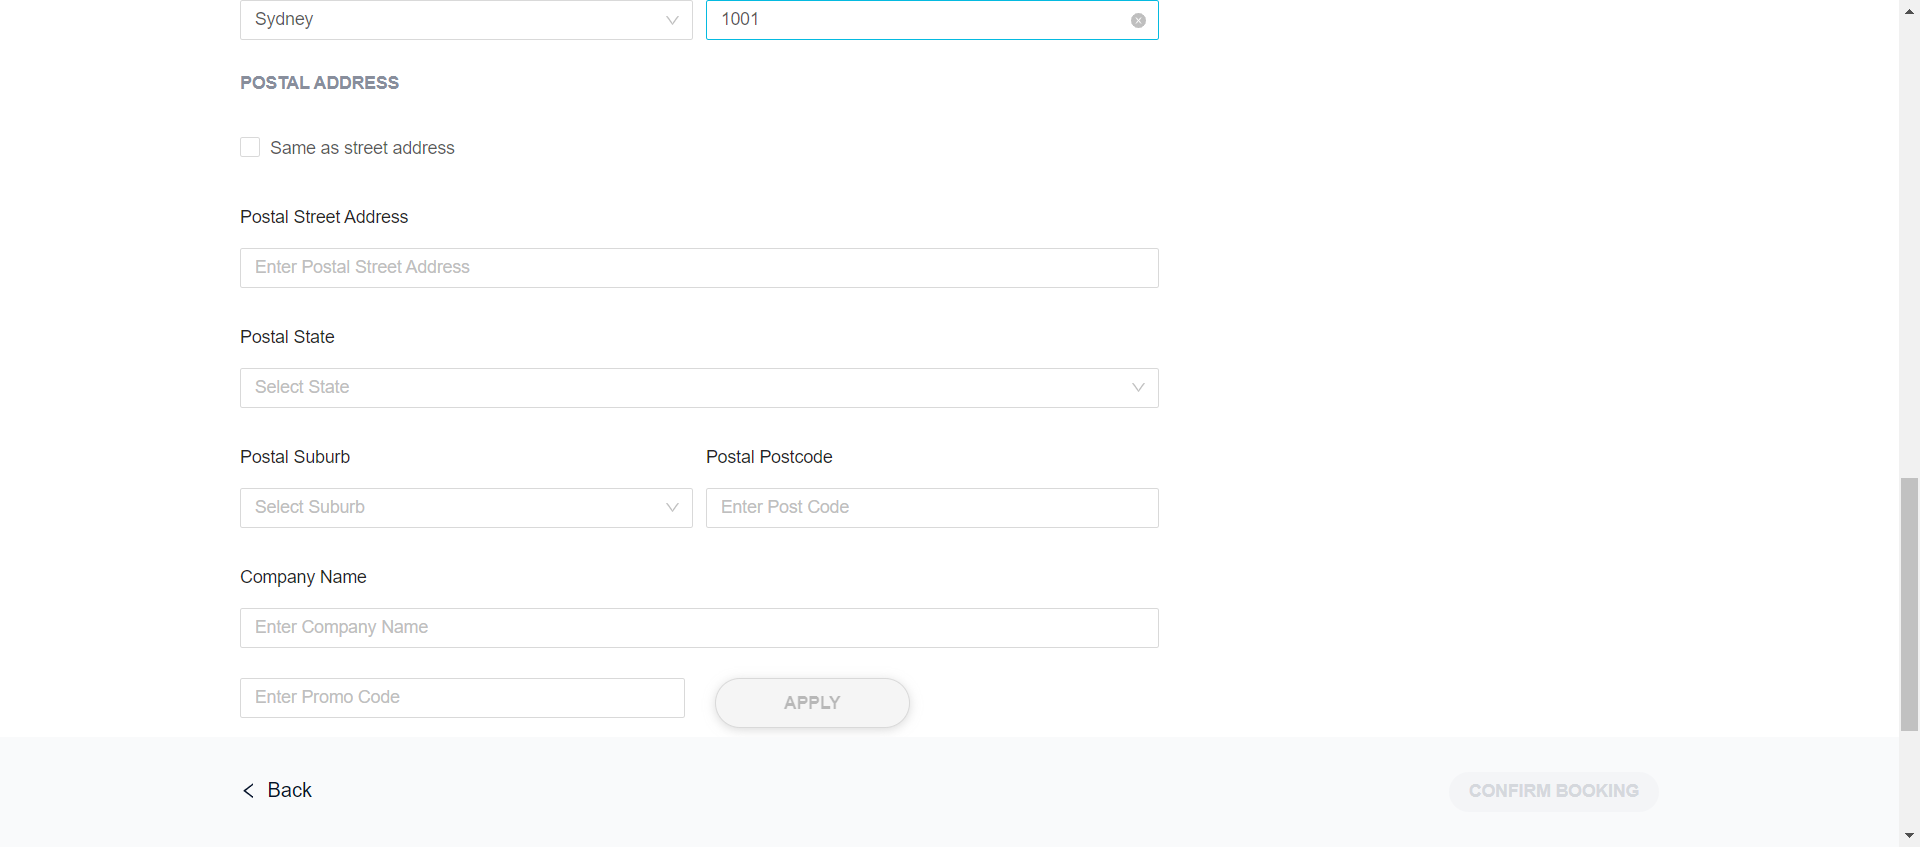 Sydney
1001
POSTAL ADDRESS
Same as street address
Postal Street Address
Enter Postal Street Address
Postal State
Select State
Postal Suburb
Postal Postcode
Select Suburb
Enter Post Code
Company Name
Enter Company Name
Enter Promo Code
APPLY
Back
CONFIRM BOOKING